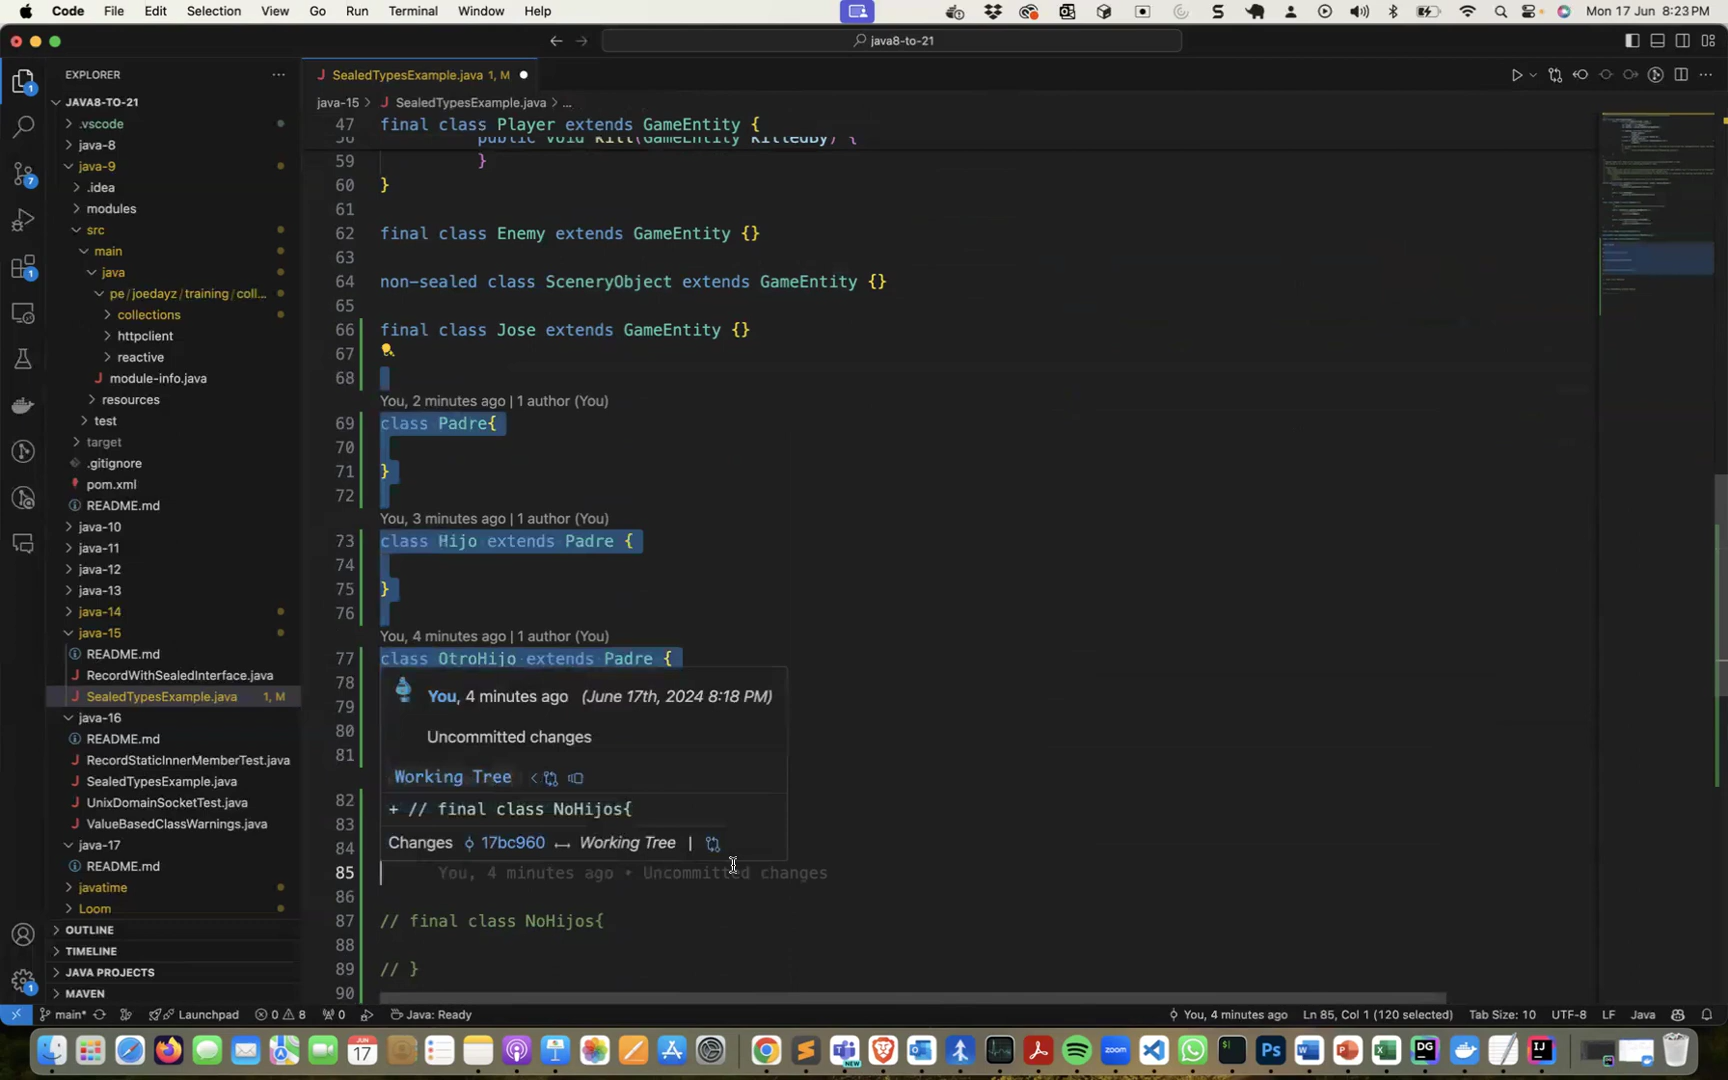 Code File Edit Selection View Go Run Terminal Window Help
Mon 17 Jun 8:23 PM
java8-to-21
EXPLORER
SealedTypesExample.java 1, M
JAVA8-TO-21
java-15 > SealedTypesExample.java > ...
.vscode
java-8
java-9
.idea
modules
src
main
java
pe/joedayz/training/coll...
collections
httpclient
reactive
module-info.java
resources
test
target
.gitignore
pom.xml
README.md
java-10
java-11
java-12
java-13
java-14
java-15
README.md
RecordWithSealedInterface.java
SealedTypesExample.java 1, M
java-16
README.md
RecordStaticInnerMemberTest.java
SealedTypesExample.java
UnixDomainSocketTest.java
ValueBasedClassWarnings.java
java-17
README.md
javatime
Loom
OUTLINE
TIMELINE
JAVA PROJECTS
MAVEN
47 final class Player extends GameEntity {
58 public void kill(GameEntity killedBy) {
59 }
60 }
61
62 final class Enemy extends GameEntity {}
63
64 non-sealed class SceneryObject extends GameEntity {}
65
66 final class Jose extends GameEntity {}
67
68
You, 2 minutes ago | 1 author (You)
69 class Padre{
70
71 }
72
You, 3 minutes ago | 1 author (You)
73 class Hijo extends Padre {
74
75 }
76
You, 4 minutes ago | 1 author (You)
77 class OtroHijo extends Padre {
78
79
80
81
You, 4 minutes ago (June 17th, 2024 8:18 PM)
Uncommitted changes
Working Tree
+ // final class NoHijos{
Changes 17bc960 Working Tree |
82
83
84
85 You, 4 minutes ago • Uncommitted changes
86
87 // final class NoHijos{
88
89 // }
90
main* Launchpad 0 8 0 Java: Ready
You, 4 minutes ago Ln 85, Col 1 (120 selected) Tab Size: 10 UTF-8 LF Java